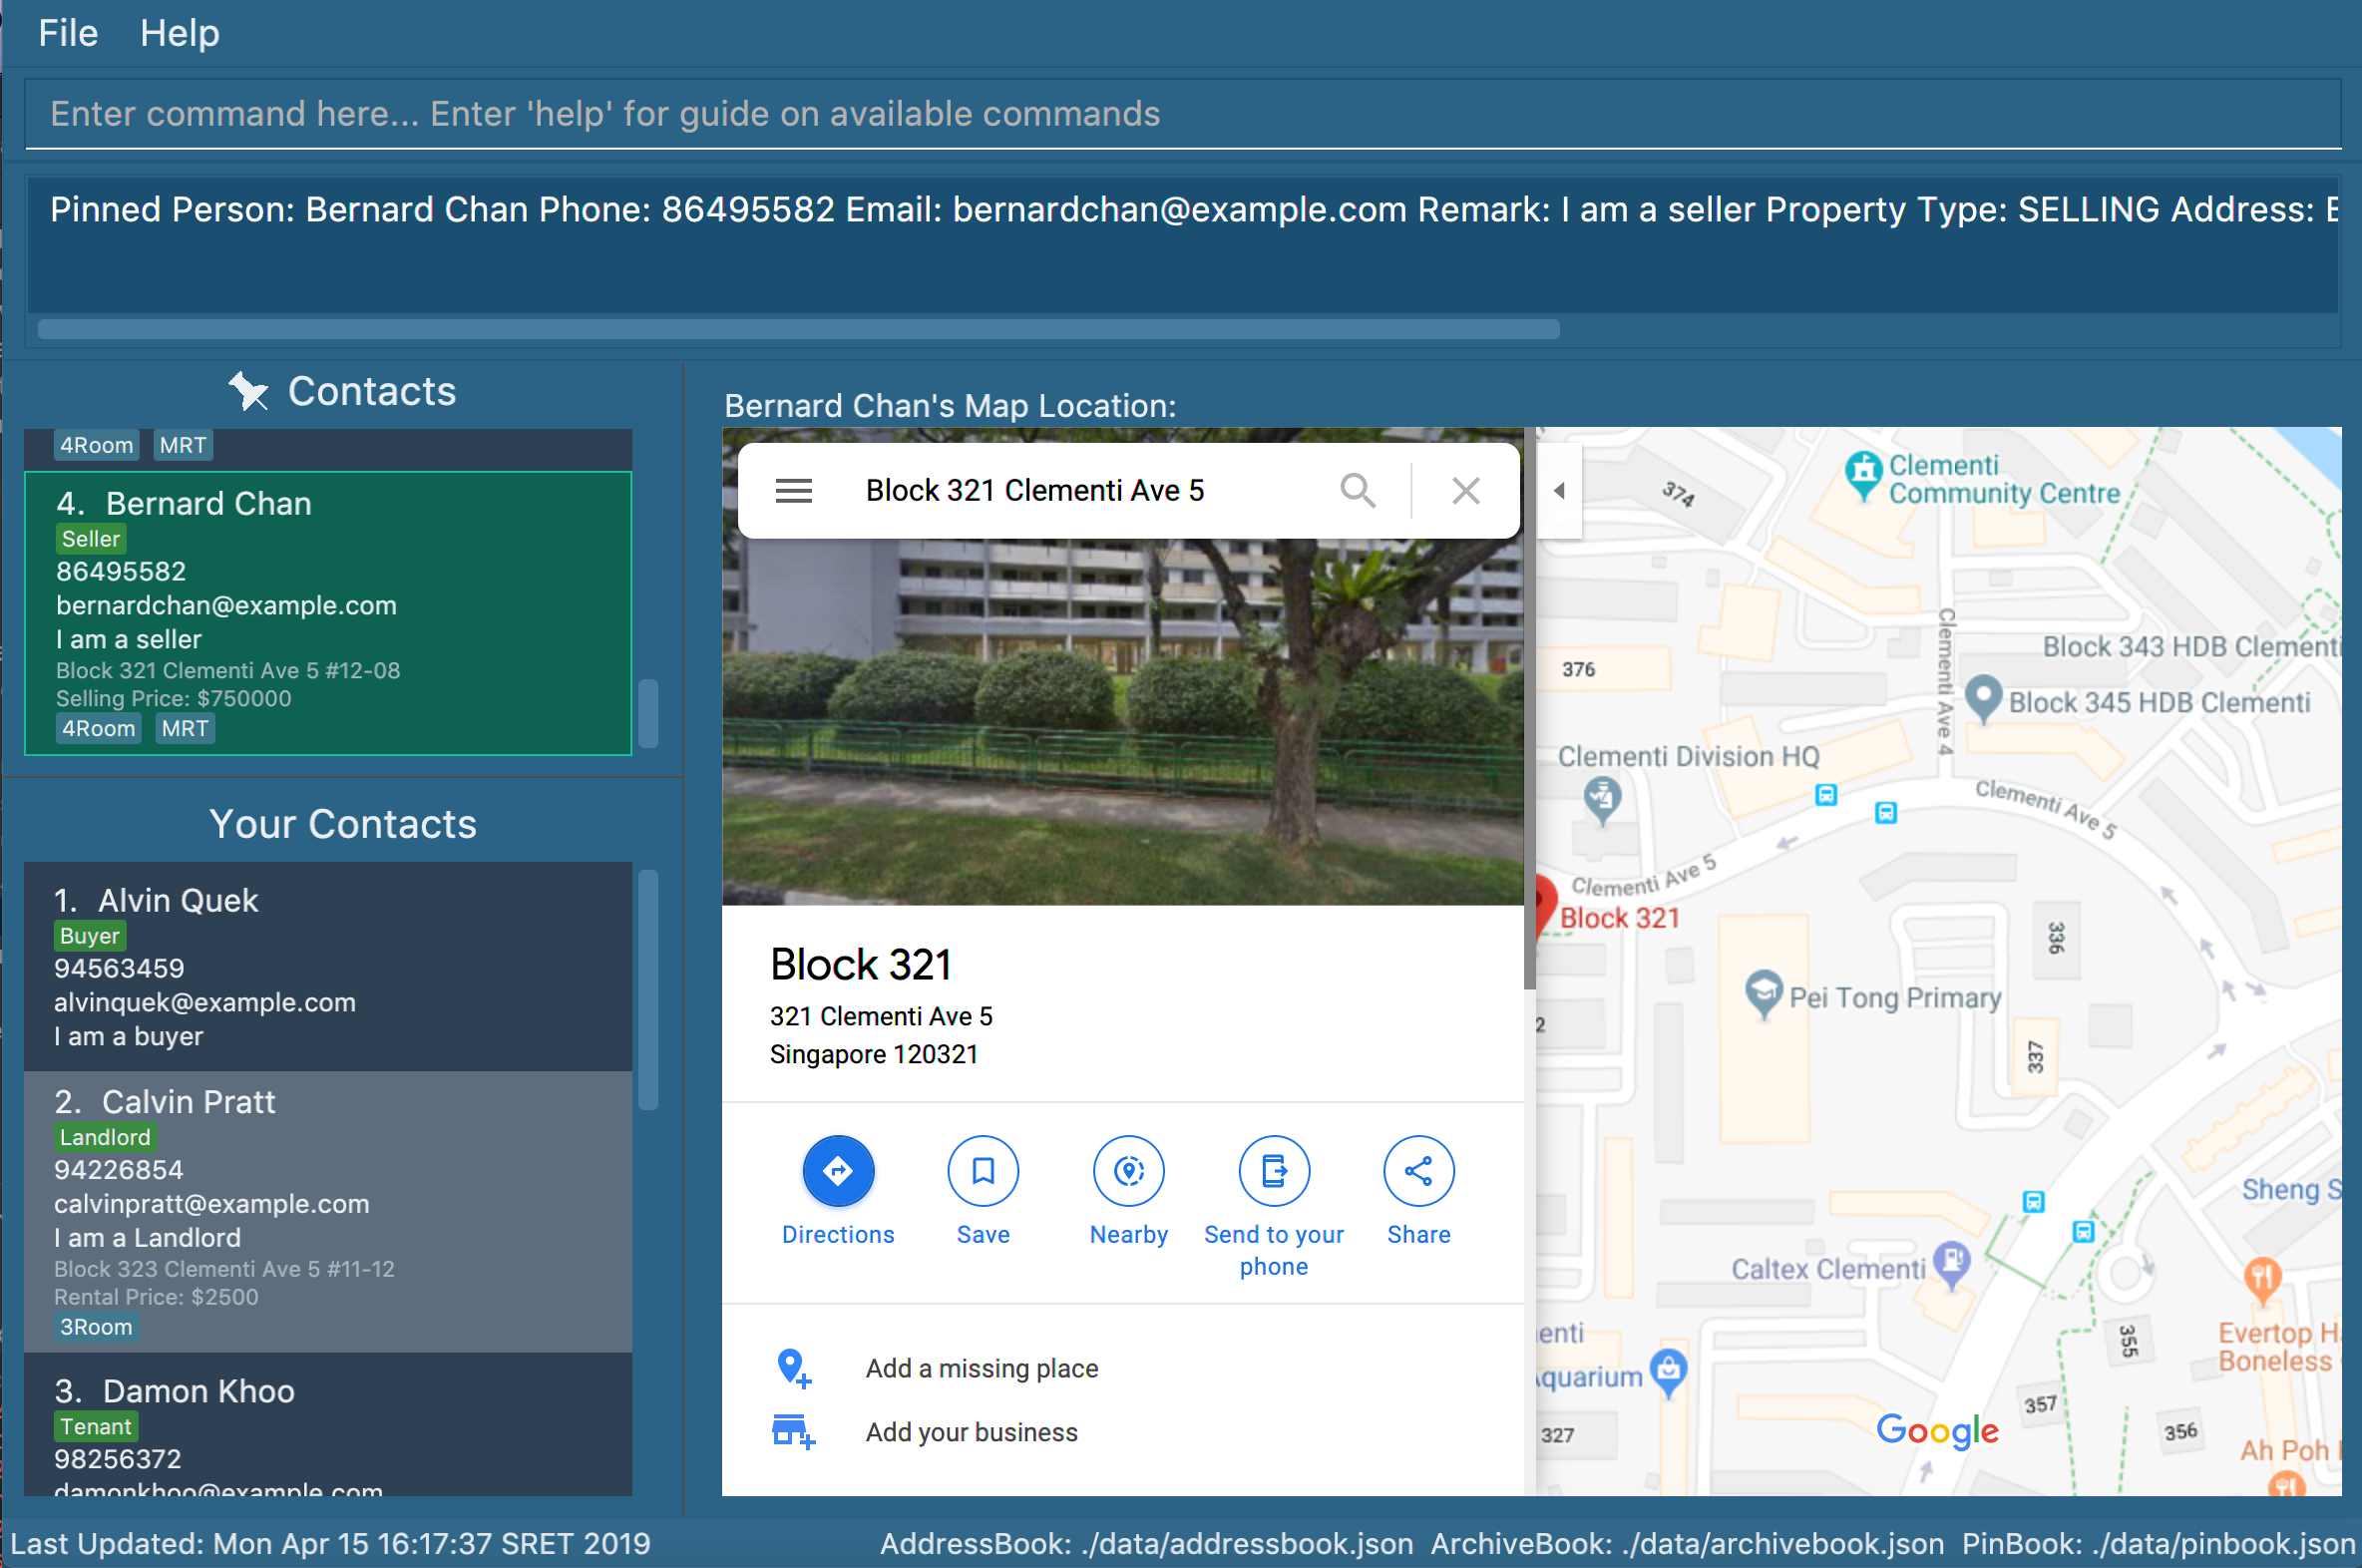 File Help
Enter command here... Enter 'help' for guide on available commands
Pinned Person: Bernard Chan Phone: 86495582 Email: bernardchan@example.com Remark: I am a seller Property Type: SELLING Address:
Contacts
4Room MRT
4. Bernard Chan
Seller
86495582
bernardchan@example.com
I am a seller
Block 321 Clementi Ave 5 #12-08
Selling Price: $750000
4Room MRT
Your Contacts
1. Alvin Quek
Buyer
94563459
alvinquek@example.com
I am a buyer
2. Calvin Pratt
Landlord
94226854
calvinpratt@example.com
I am a Landlord
Block 323 Clementi Ave 5 #11-12
Rental Price: $2500
3Room
3. Damon Khoo
Tenant
98256372
damonkhoo@example.com
Bernard Chan's Map Location:
Block 321 Clementi Ave 5
Block 321
321 Clementi Ave 5
Singapore 120321
Directions
Save
Nearby
Send to your
phone
Share
Add a missing place
Add your business
374
Clementi
Community Centre
376
Clementi Ave 4
Block 343 HDB Clementi
Block 345 HDB Clementi
Clementi Division HQ
Clementi Ave 5
Clementi Ave 5
Block 321
336
Pei Tong Primary
337
Sheng S
Caltex Clementi
355
Evertop
Boneless
enti
quarium
357
327
356
Google
Ah Poh
Last Updated: Mon Apr 15 16:17:37 SRET 2019
AddressBook: ./data/addressbook.json ArchiveBook: ./data/archivebook.json PinBook: ./data/pinbook.json